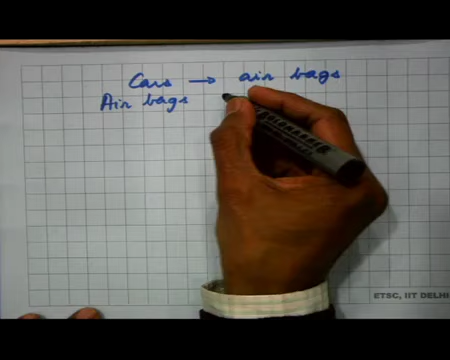 Cars → air bags
Air bags
ETSC, IIT DELHI